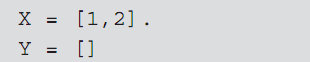 X = [1,2].
Y = []